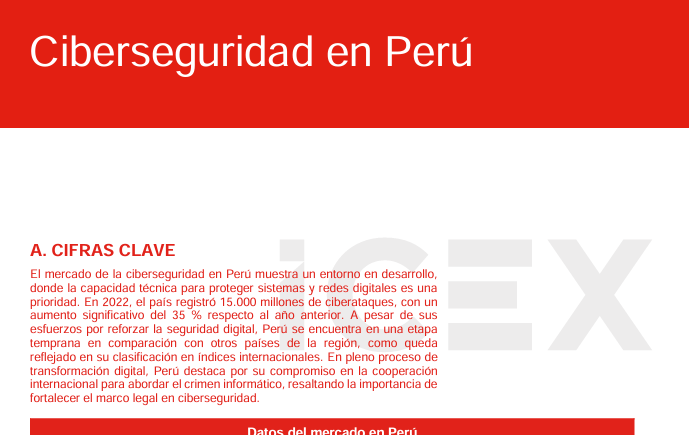 Ciberseguridad en Perú
iCEX
A. CIFRAS CLAVE
El mercado de la ciberseguridad en Perú muestra un entorno en desarrollo,
donde la capacidad técnica para proteger sistemas y redes digitales es una
prioridad. En 2022, el país registró 15.000 millones de ciberataques, con un
aumento significativo del 35 % respecto al año anterior. A pesar de sus
esfuerzos por reforzar la seguridad digital, Perú se encuentra en una etapa
temprana en comparación con otros países de la región, como queda
reflejado en su clasificación en índices internacionales. En pleno proceso de
transformación digital, Perú destaca por su compromiso en la cooperación
internacional para abordar el crimen informático, resaltando la importancia de
fortalecer el marco legal en ciberseguridad.
Datos del mercado en Perú